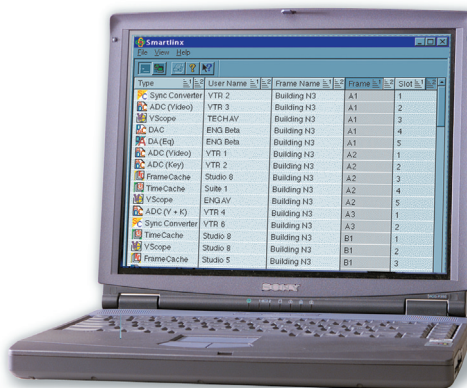 Smartlinx
File View Help
Type User Name Frame Name Frame Slot
Sync Converter VTR 2 Building N3 A1 1
ADC (Video) VTR 3 Building N3 A1 2
VScope TECH AV Building N3 A1 3
DAC ENG Beta Building N3 A1 4
DA (Eq) ENG Beta Building N3 A1 5
ADC (Video) VTR 1 Building N3 A2 1
ADC (Key) VTR 2 Building N3 A2 2
FrameCache Studio 8 Building N3 A2 3
TimeCache Suite 1 Building N3 A2 4
VScope ENG AV Building N3 A2 5
ADC (V + K) VTR 4 Building N3 A3 1
Sync Converter VTR 6 Building N3 A3 2
TimeCache Studio 8 Building N3 B1 1
VScope Studio 8 Building N3 B1 2
FrameCache Studio 5 Building N3 B1 3
SONY